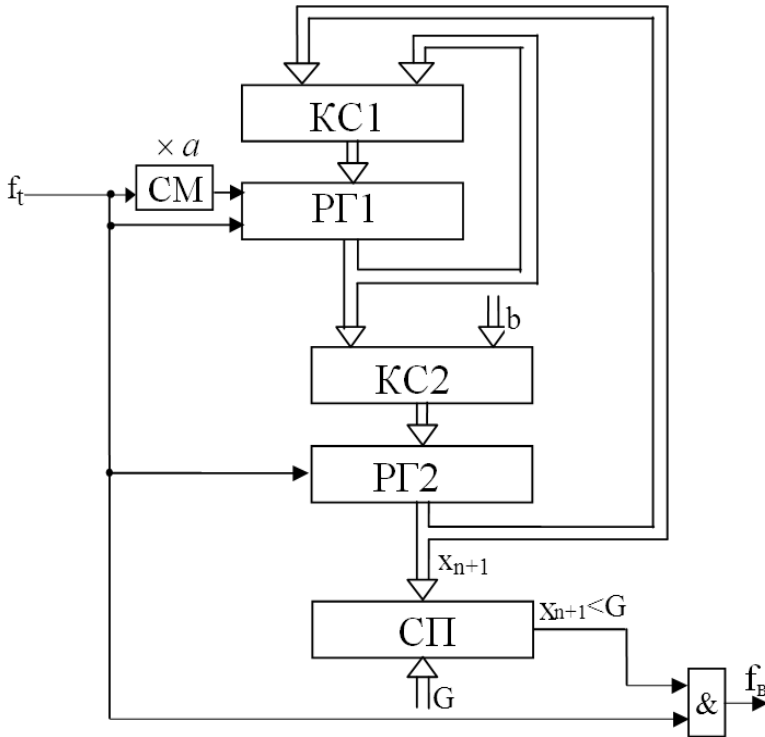 КС1
× a
f_t
СМ
РГ1
b
КС2
РГ2
x_{n+1}
СП
x_{n+1}<G
G
&
f_в